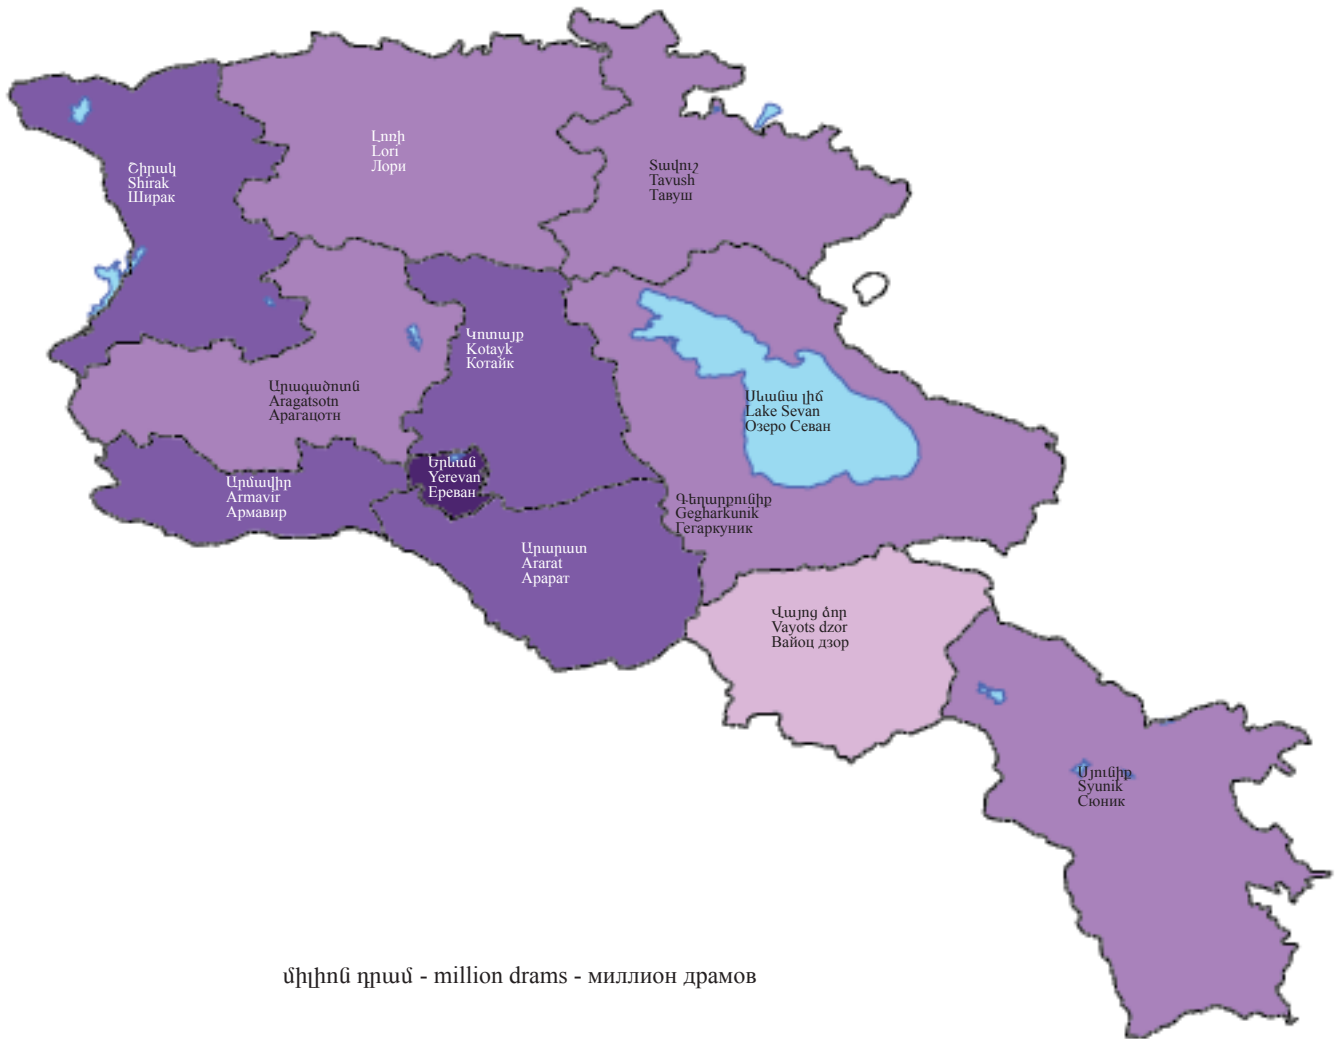 Լոռի
Lori
Лори
Շիրակ
Shirak
Ширак
Տավուշ
Tavush
Тавуш
Կոտայք
Kotayk
Котайк
Արագածոտն
Aragatsotn
Арагацотн
Սևանա լիճ
Lake Sevan
Озеро Севан
Երևան
Yerevan
Ереван
Արմավիր
Armavir
Армавир
Գեղարքունիք
Gegharkunik
Гегаркуник
Արարատ
Ararat
Арарат
Վայոց ձոր
Vayots dzor
Вайоц дзор
Սյունիք
Syunik
Сюник
միլիոն դրամ - million drams - миллион драмов